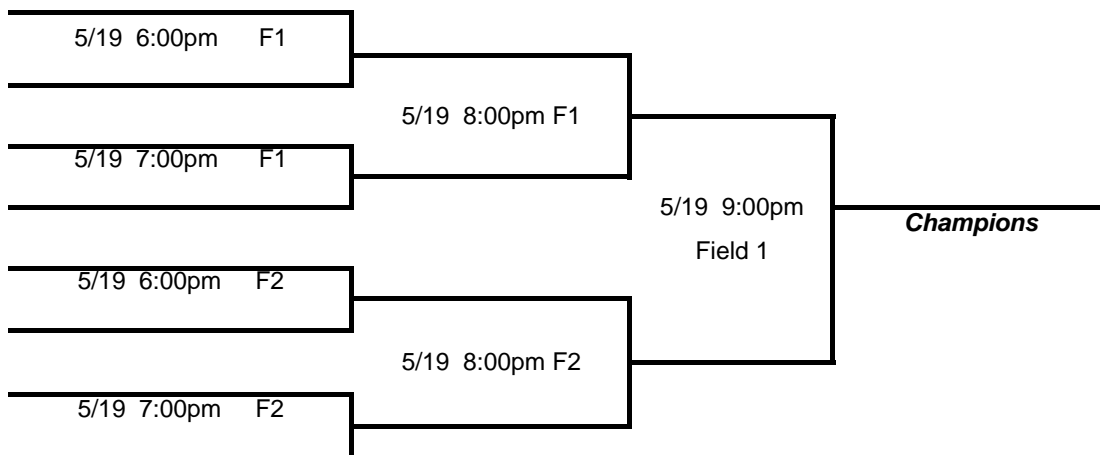 5/19 6:00pm F1
5/19 8:00pm F1
5/19 7:00pm F1
5/19 9:00pm
Field 1
Champions
5/19 6:00pm F2
5/19 8:00pm F2
5/19 7:00pm F2